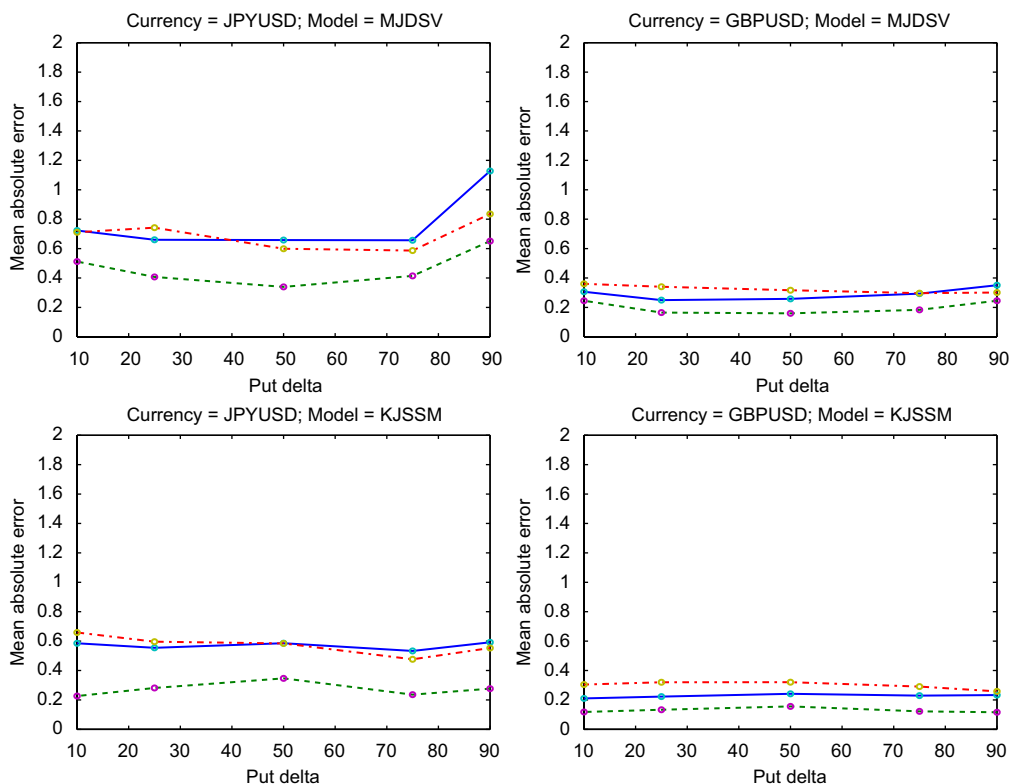 Currency = JPYUSD; Model = MJDSV
2
1.8
1.6
1.4
1.2
1
0.8
0.6
0.4
0.2
0
Mean absolute error
10 20 30 40 50 60 70 80 90
Put delta
Currency = GBPUSD; Model = MJDSV
2
1.8
1.6
1.4
1.2
1
0.8
0.6
0.4
0.2
0
Mean absolute error
10 20 30 40 50 60 70 80 90
Put delta
Currency = JPYUSD; Model = KJSSM
2
1.8
1.6
1.4
1.2
1
0.8
0.6
0.4
0.2
0
Mean absolute error
10 20 30 40 50 60 70 80 90
Put delta
Currency = GBPUSD; Model = KJSSM
2
1.8
1.6
1.4
1.2
1
0.8
0.6
0.4
0.2
0
Mean absolute error
10 20 30 40 50 60 70 80 90
Put delta